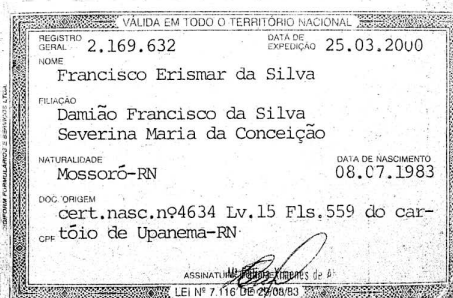 VÁLIDA EM TODO O TERRITÓRIO NACIONAL
REGISTRO GERAL 2.169.632 DATA DE EXPEDIÇÃO 25.03.2000
NOME
Francisco Erismar da Silva
FILIAÇÃO
Damião Francisco da Silva
Severina Maria da Conceição
NATURALIDADE DATA DE NASCIMENTO
Mossoró-RN 08.07.1983
DOC ORIGEM
cert.nasc.nº4634 Lv.15 Fls.559 do car-
CPF tóio de Upanema-RN
LEI Nº 7.116 DE 29/08/83